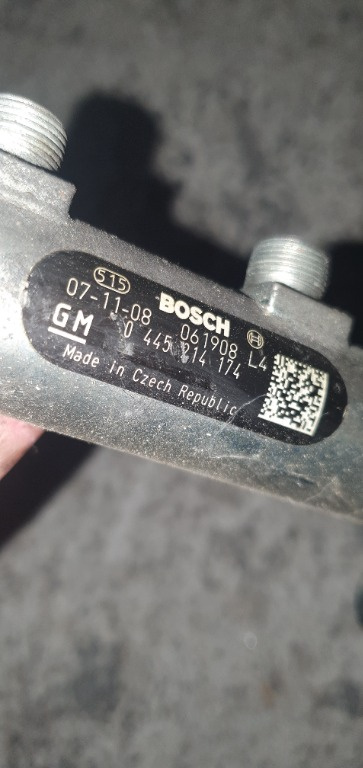 515
07-11-08 BOSCH 061908 L4
GM 0 445 214 174
Made in Czech Republic